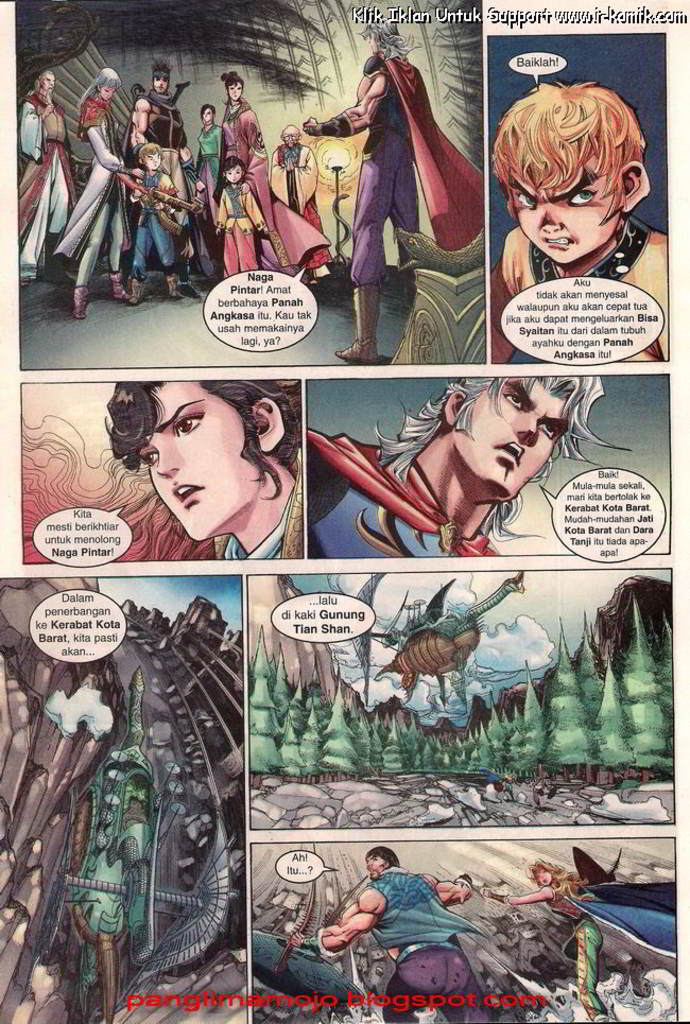 Klik Iklan Untuk Support www.ir-komik.com
Naga
Pintar! Amat
berbahaya Panah
Angkasa itu. Kau tak
usah memakainya
lagi, ya?
Baiklah!
Aku
tidak akan menyesal
walaupun aku akan cepat tua
jika aku dapat mengeluarkan Bisa
Syaitan itu dari dalam tubuh
ayahku dengan Panah
Angkasa itu!
Kita
mesti berikhtiar
untuk menolong
Naga Pintar!
Baik!
Mula-mula sekali,
mari kita bertolak ke
Kerabat Kota Barat.
Mudah-mudahan Jati
Kota Barat dan Dara
Tanji itu tiada apa-
apa!
Dalam
penerbangan
ke Kerabat Kota
Barat, kita pasti
akan...
...lalu
di kaki Gunung
Tian Shan.
Ah!
Itu...?
panglimamojo.blogspot.com